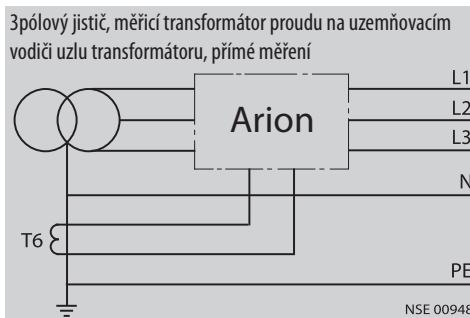 3pólový jistič, měřicí transformátor proudu na uzemňovacím
vodiči uzlu transformátoru, přímé měření
L1
Arion
L2
L3
N
T6
PE
NSE 00948